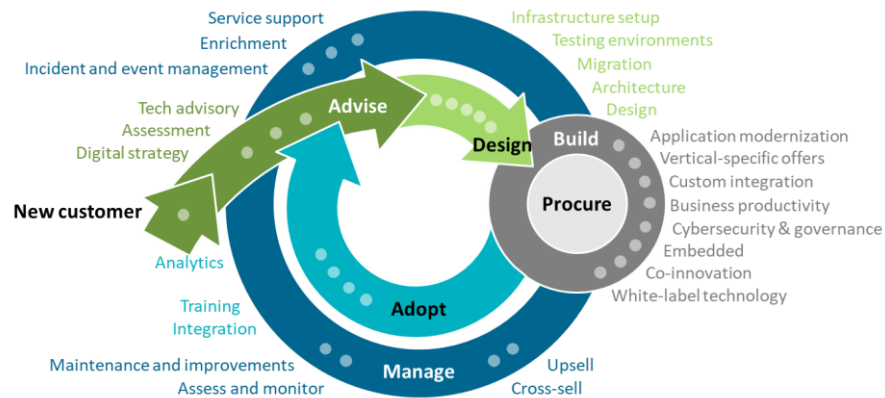 Service support
Enrichment
Incident and event management
Infrastructure setup
Testing environments
Migration
Architecture
Design
Tech advisory
Assessment
Digital strategy
Advise
Design
Build
Procure
Application modernization
Vertical-specific offers
Custom integration
Business productivity
Cybersecurity & governance
Embedded
Co-innovation
White-label technology
New customer
Analytics
Training
Integration
Adopt
Maintenance and improvements
Assess and monitor
Manage
Upsell
Cross-sell